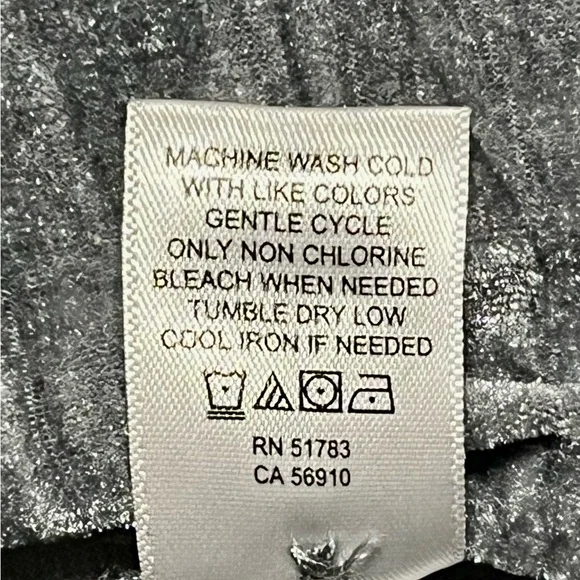 MACHINE WASH COLD
WITH LIKE COLORS
GENTLE CYCLE
ONLY NON CHLORINE
BLEACH WHEN NEEDED
TUMBLE DRY LOW
COOL IRON IF NEEDED
RN 51783
CA 56910